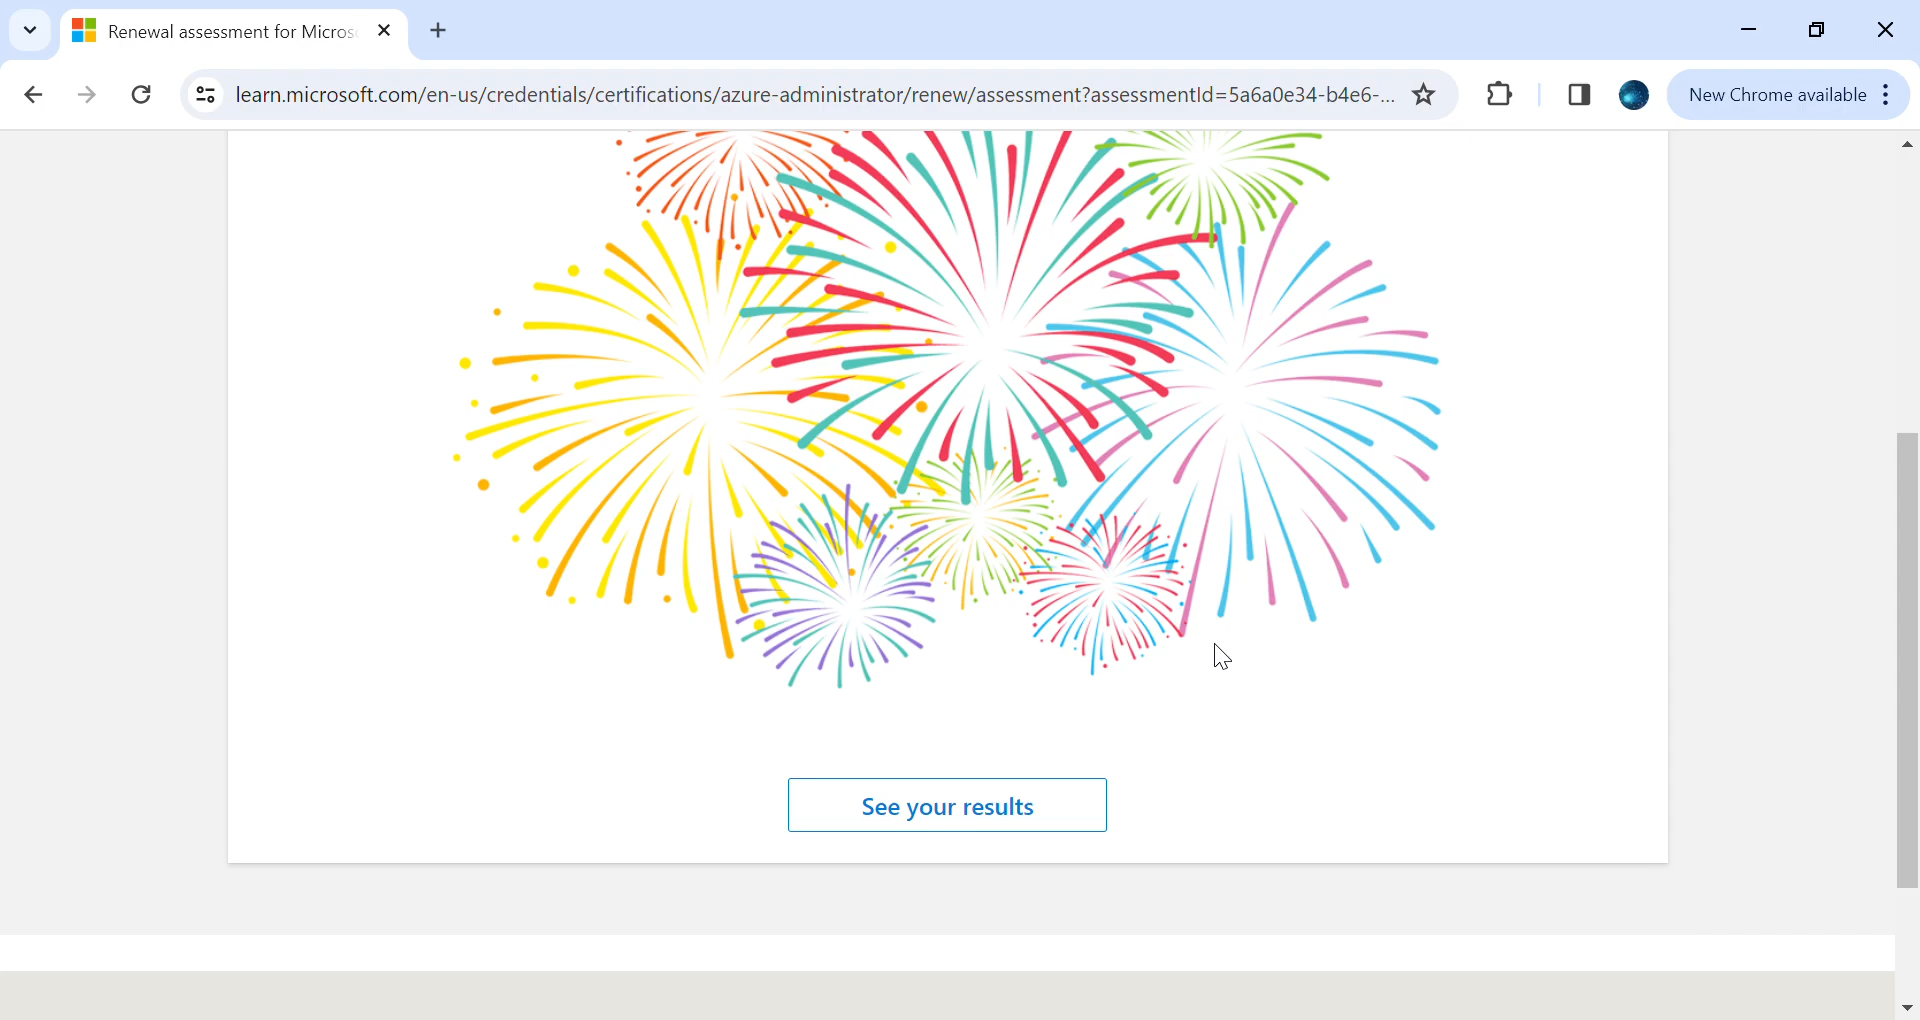 Renewal assessment for Micros
learn.microsoft.com/en-us/credentials/certifications/azure-administrator/renew/assessment?assessmentId=5a6a0e34-b4e6-...
New Chrome available
See your results